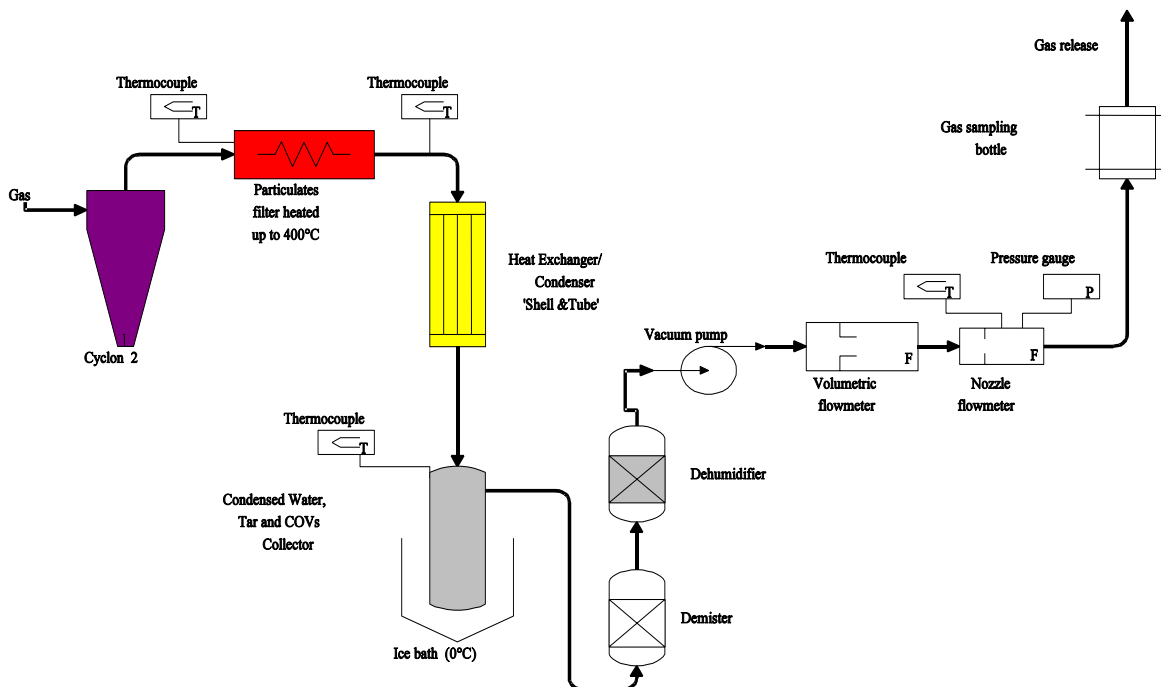 Gas release
Thermocouple
T
Thermocouple
T
Gas sampling
bottle
Gas
Particulates
filter heated
up to 400°C
Heat Exchanger/
Condenser
'Shell &Tube'
Thermocouple
T
Pressure gauge
P
Cyclon 2
Vacuum pump
F
F
Volumetric
flowmeter
Nozzle
flowmeter
Thermocouple
T
Condensed Water,
Tar and COVs
Collector
Dehumidifier
Demister
Ice bath (0°C)